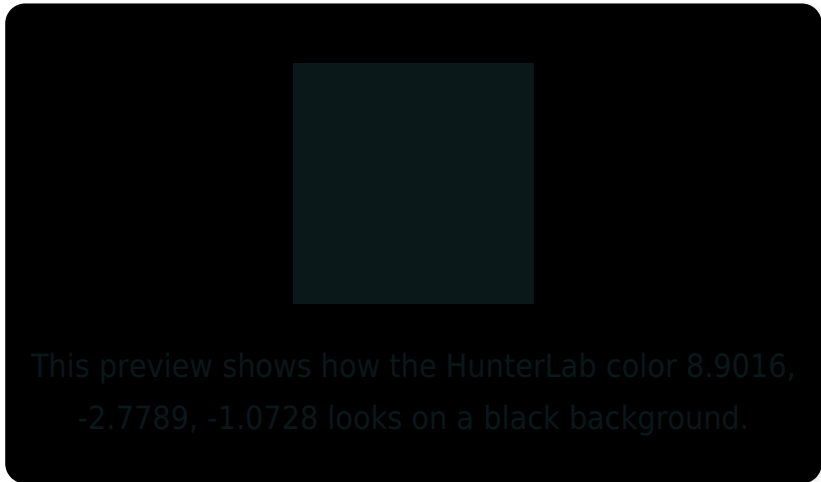 This preview shows how the HunterLab color 8.9016,
-2.7789, -1.0728 looks on a black background.